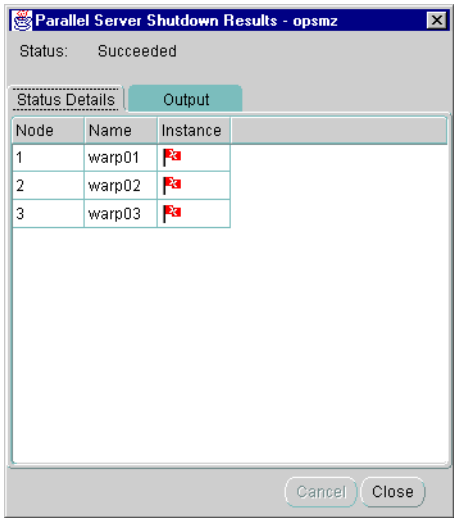 Parallel Server Shutdown Results - opsmz
Status: Succeeded
Status Details Output
Node Name Instance
1 warp01
2 warp02
3 warp03
Cancel Close